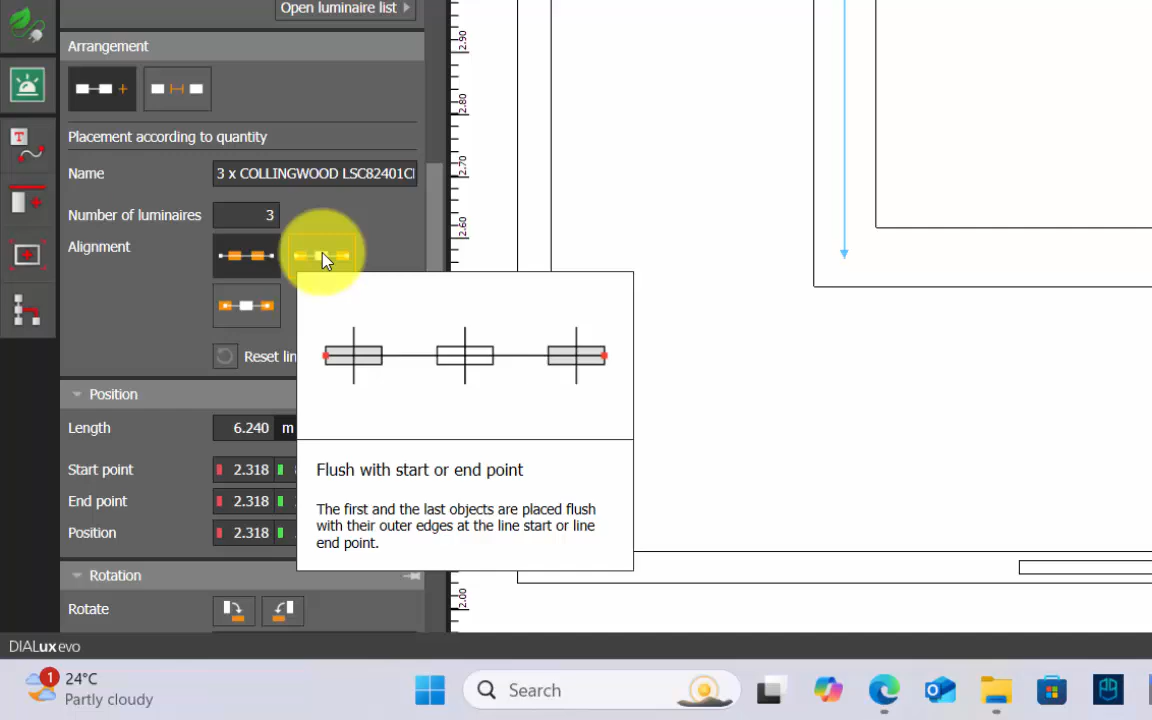 Open luminaire list
Arrangement
Placement according to quantity
Name
3 x COLLINGWOOD LSC82401C
Number of luminaires
3
Alignment
Reset lin
Position
Length
6.240 m
Start point
2.318
End point
2.318
Position
2.318
Rotation
Rotate
2.90
2.80
2.70
2.60
2.00
Flush with start or end point
The first and the last objects are placed flush
with their outer edges at the line start or line
end point.
DIALux evo
1
24°C
Partly cloudy
Search
T